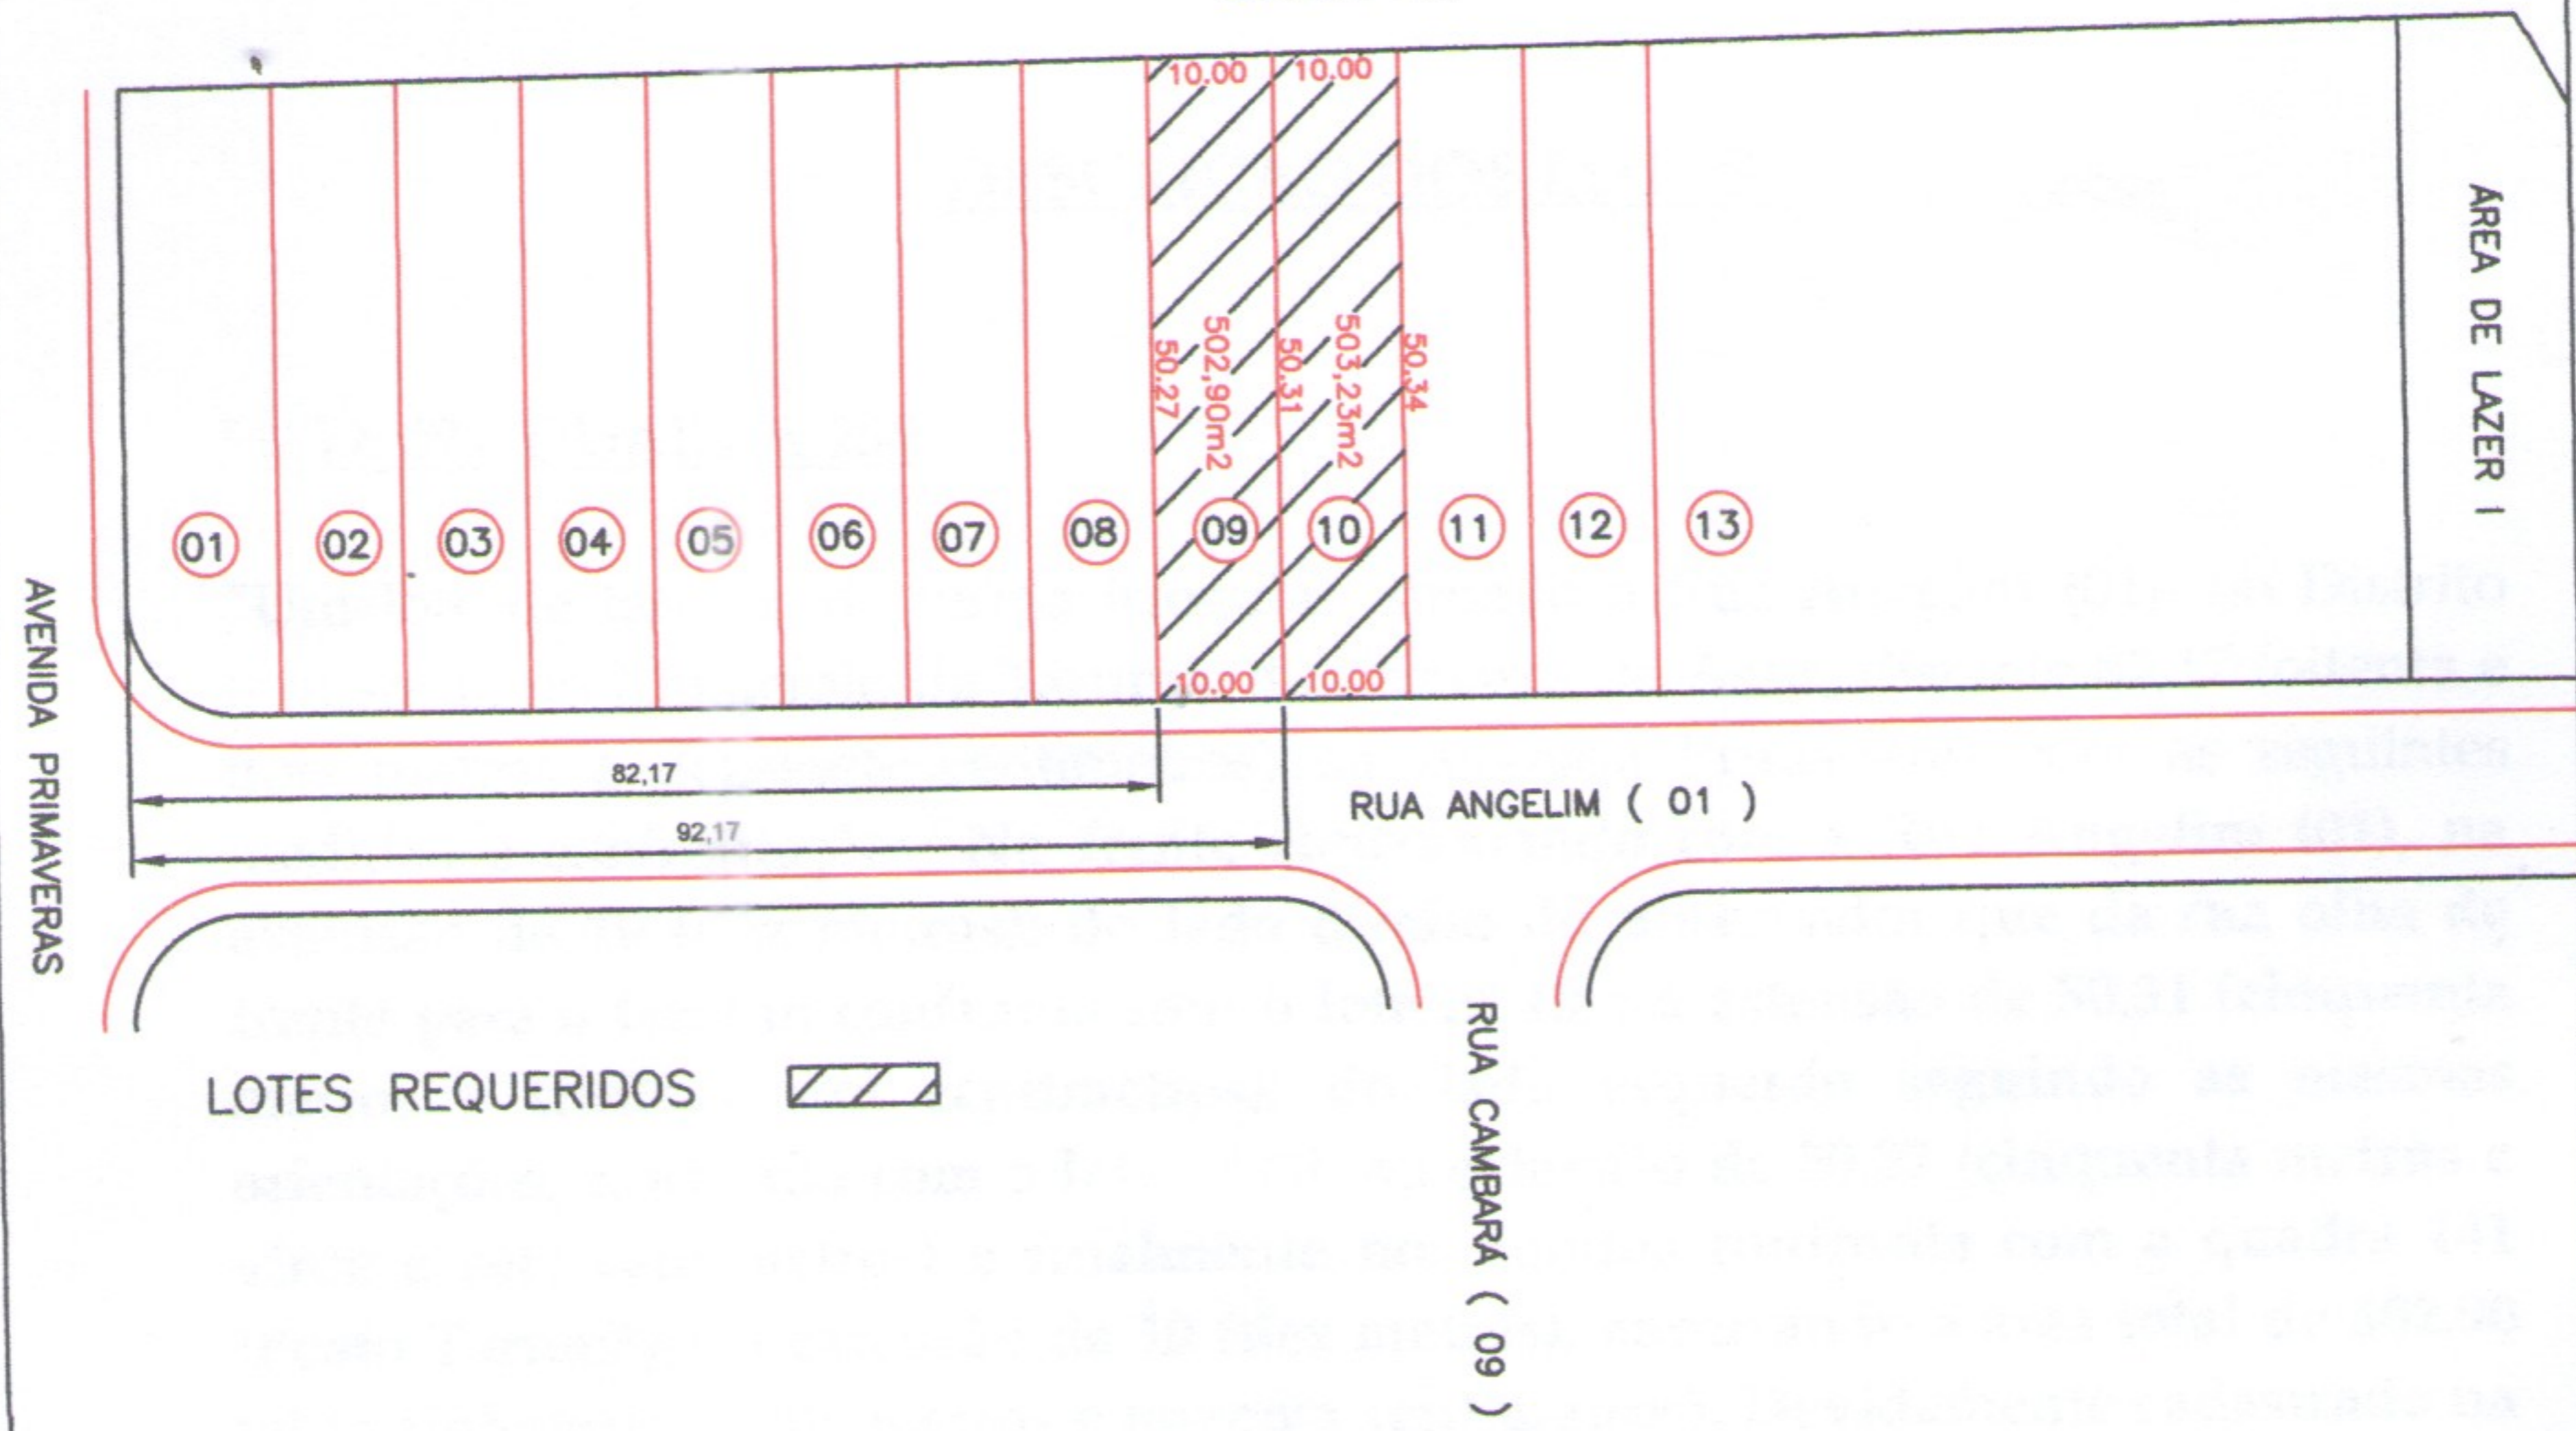 10.00 10.00
ÁREA DE LAZER 1
50,27
502,90m2
50,31
503,23m2
50,34
01 02 03 04 05 06 07 08 09 10 11 12 13
10.00 10.00
AVENIDA PRIMAVERAS
82,17
92,17
RUA ANGELIM ( 01 )
RUA CAMBARÁ ( 09 )
LOTES REQUERIDOS